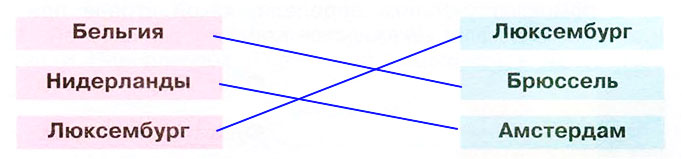 Бельгия Люксембург
Нидерланды Брюссель
Люксембург Амстердам